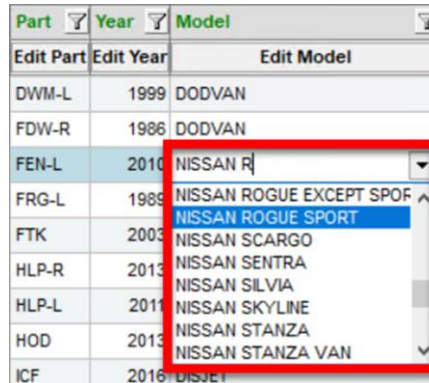 Part Year Model
Edit Part Edit Year Edit Model
DWM-L 1999 DODVAN
FDW-R 1986 DODVAN
FEN-L 2010 NISSAN R
FRG-L 1989 NISSAN ROGUE EXCEPT SPOR
NISSAN ROGUE SPORT
FTK 2003 NISSAN SCARGO
HLP-R 2013 NISSAN SENTRA
NISSAN SILVIA
HLP-L 2011 NISSAN SKYLINE
HOD 2013 NISSAN STANZA
NISSAN STANZA VAN
ICF 2016 DISJET